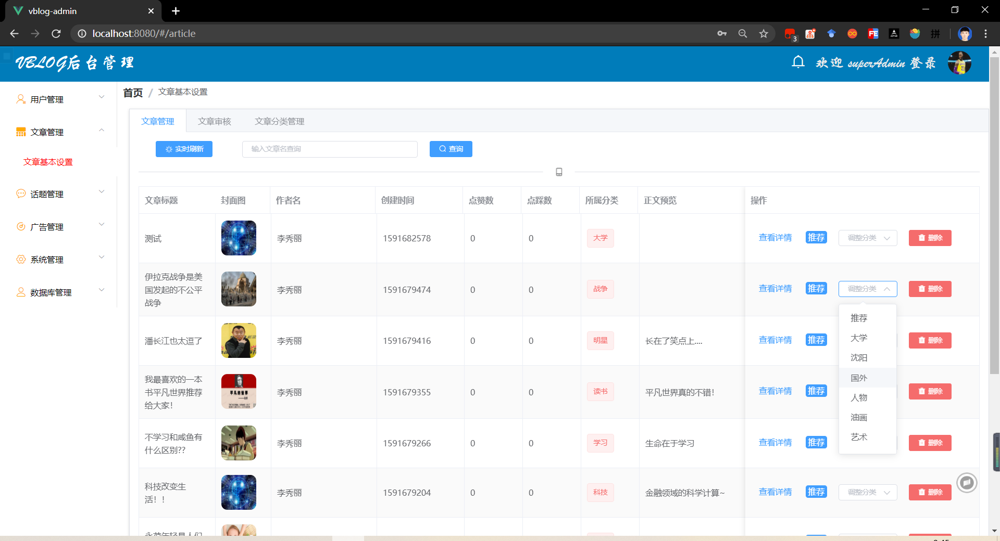 vblog-admin
localhost:8080/#/article
3
FE
拼
VBLOG后台管理
欢迎 superAdmin 登录
用户管理
文章管理
文章基本设置
话题管理
广告管理
系统管理
数据库管理
首页 / 文章基本设置
文章管理 文章审核 文章分类管理
实时刷新 输入文章名查询 查询
文章标题 封面图 作者名 创建时间 点赞数 点踩数 所属分类 正文预览 操作
测试 李秀丽 1591682578 0 0 大学 查看详情 推荐 调整分类 删除
伊拉克战争是美
国发起的不公平
战争
李秀丽 1591679474 0 0 战争 查看详情 推荐 调整分类 删除
潘长江也太逗了 李秀丽 1591679416 0 0 明星 长在了笑点上.... 查看详情 推荐 删除
我最喜欢的一本
书平凡世界推荐
给大家！
平凡的世界
李秀丽 1591679355 0 0 读书 平凡世界真的不错！ 查看详情 推荐 删除
不学习和咸鱼有
什么区别??
李秀丽 1591679266 0 0 学习 生命在于学习 查看详情 推荐 删除
科技改变生
活！！
李秀丽 1591679204 0 0 科技 金融领域的科学计算~ 查看详情 推荐 调整分类 删除
推荐
大学
沈阳
国外
人物
油画
艺术